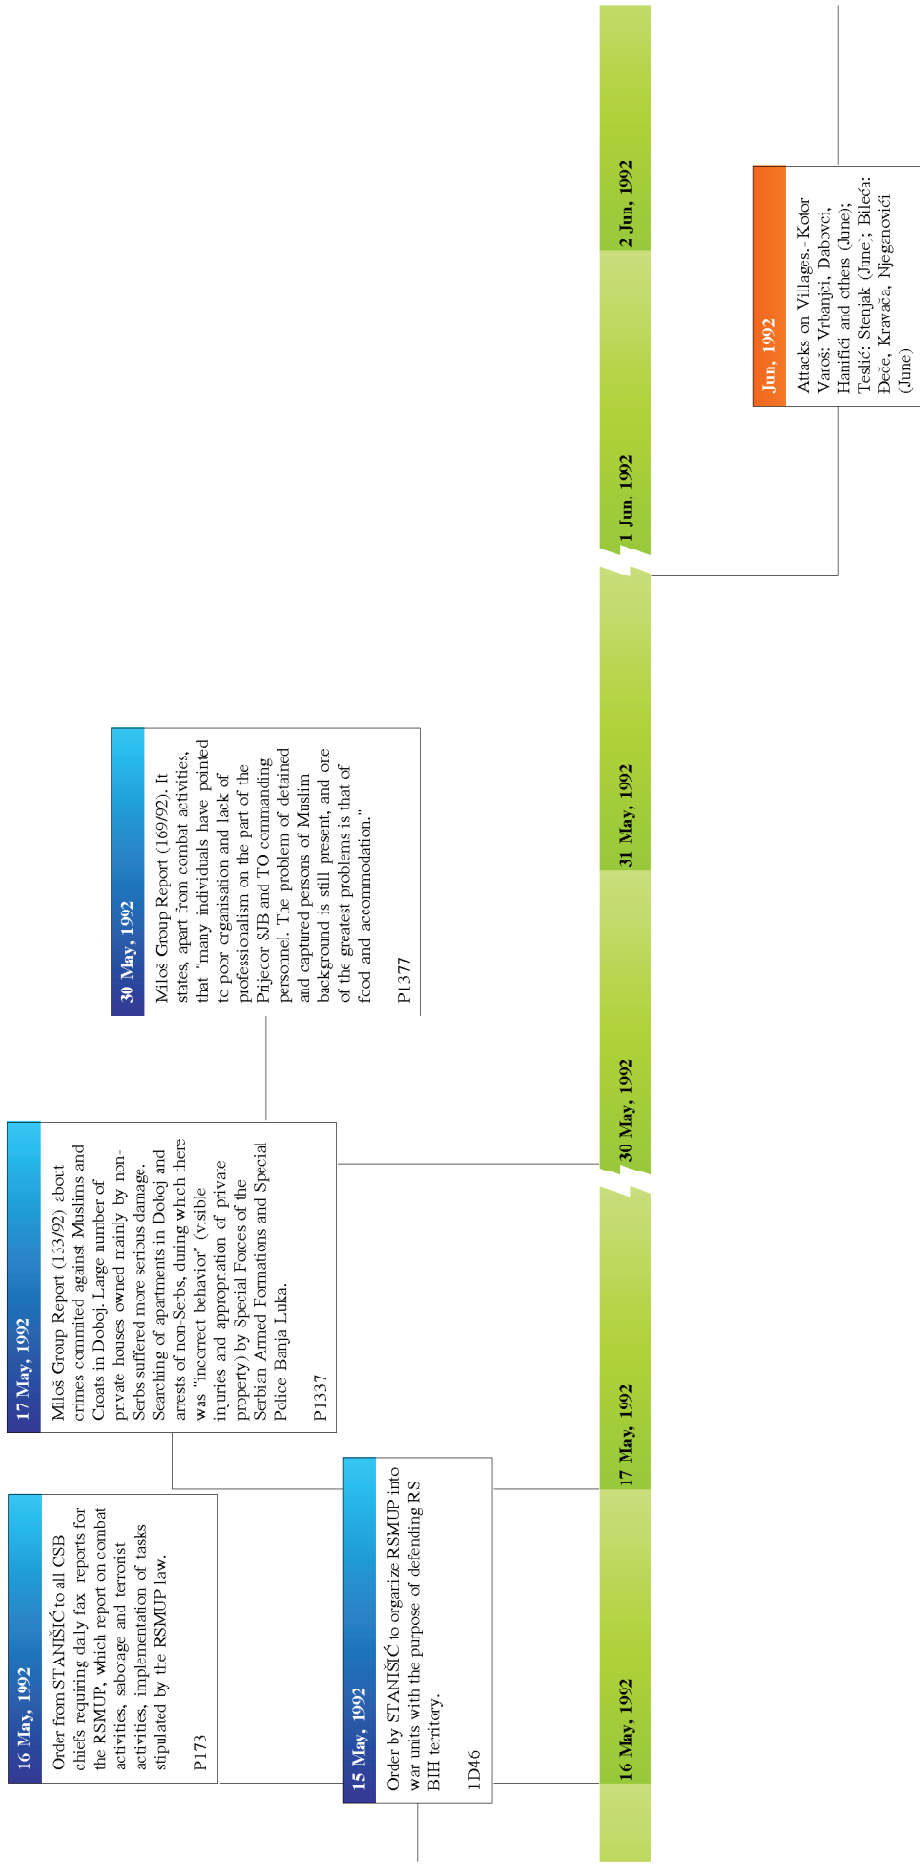 16 May, 1992
Order from STANIŠIĆ to all CSB
chiefs requiring daily fax reports for
the RSMUP, which report on combat
activities, sabotage and terrorist
activities, implementation of tasks
stipulated by the RSMUP law.
P173
15 May, 1992
Order by STANIŠIĆ to organize RSMUP into
war units with the purpose of defending RS
BIH territory.
1D46
17 May, 1992
Miloš Group Report (153/92) about
crimes commited against Muslims and
Croats in Doboj. Large number of
private houses owned mainly by non-
Serbs suffered more serious damage.
Searching of apartments in Doboj and
arrests of non-Serbs, during which there
was "incorrect behavior" (visible
injuries and appropriation of private
property) by Special Forces of the
Serbian Armed Formations and Special
Police Banja Luka.
P1337
30 May, 1992
Miloš Group Report (169/92). It
states, apart from combat activities,
that "many individuals have pointed
to poor organisation and lack of
professionalism on the part of the
Prijedor SJB and TO commanding
personnel. The problem of detained
and captured persons of Muslim
background is still present, and one
of the greatest problems is that of
food and accommodation."
P1377
16 May, 1992
17 May, 1992
30 May, 1992
31 May, 1992
1 Jun, 1992
2 Jun, 1992
Jun, 1992
Attacks on Villages.- Kotor
Varoš: Vrbanjci, Dabovci,
Hanifići and others (June);
Teslić: Stenjak (June); Bileća:
Đeče, Kravača, Njeganovići
(June)